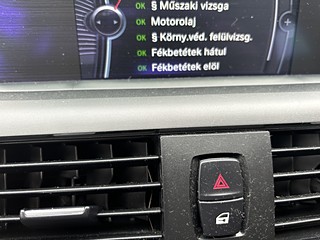 OK § Műszaki vizsga
OK Motorolaj
OK § Körny.véd. felülvizsg.
OK Fékbetétek hátul
OK Fékbetétek elöl